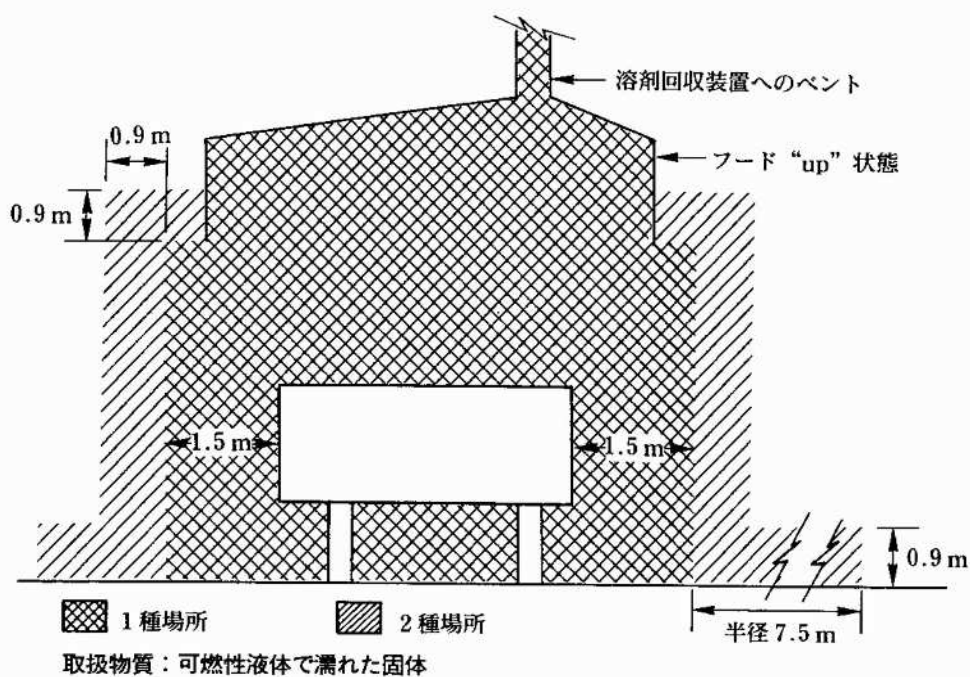 溶剤回収装置へのベント
0.9 m
フード “up” 状態
0.9 m
1.5 m
1.5 m
0.9 m
半径 7.5 m
1 種場所
2 種場所
取扱物質：可燃性液体で濡れた固体